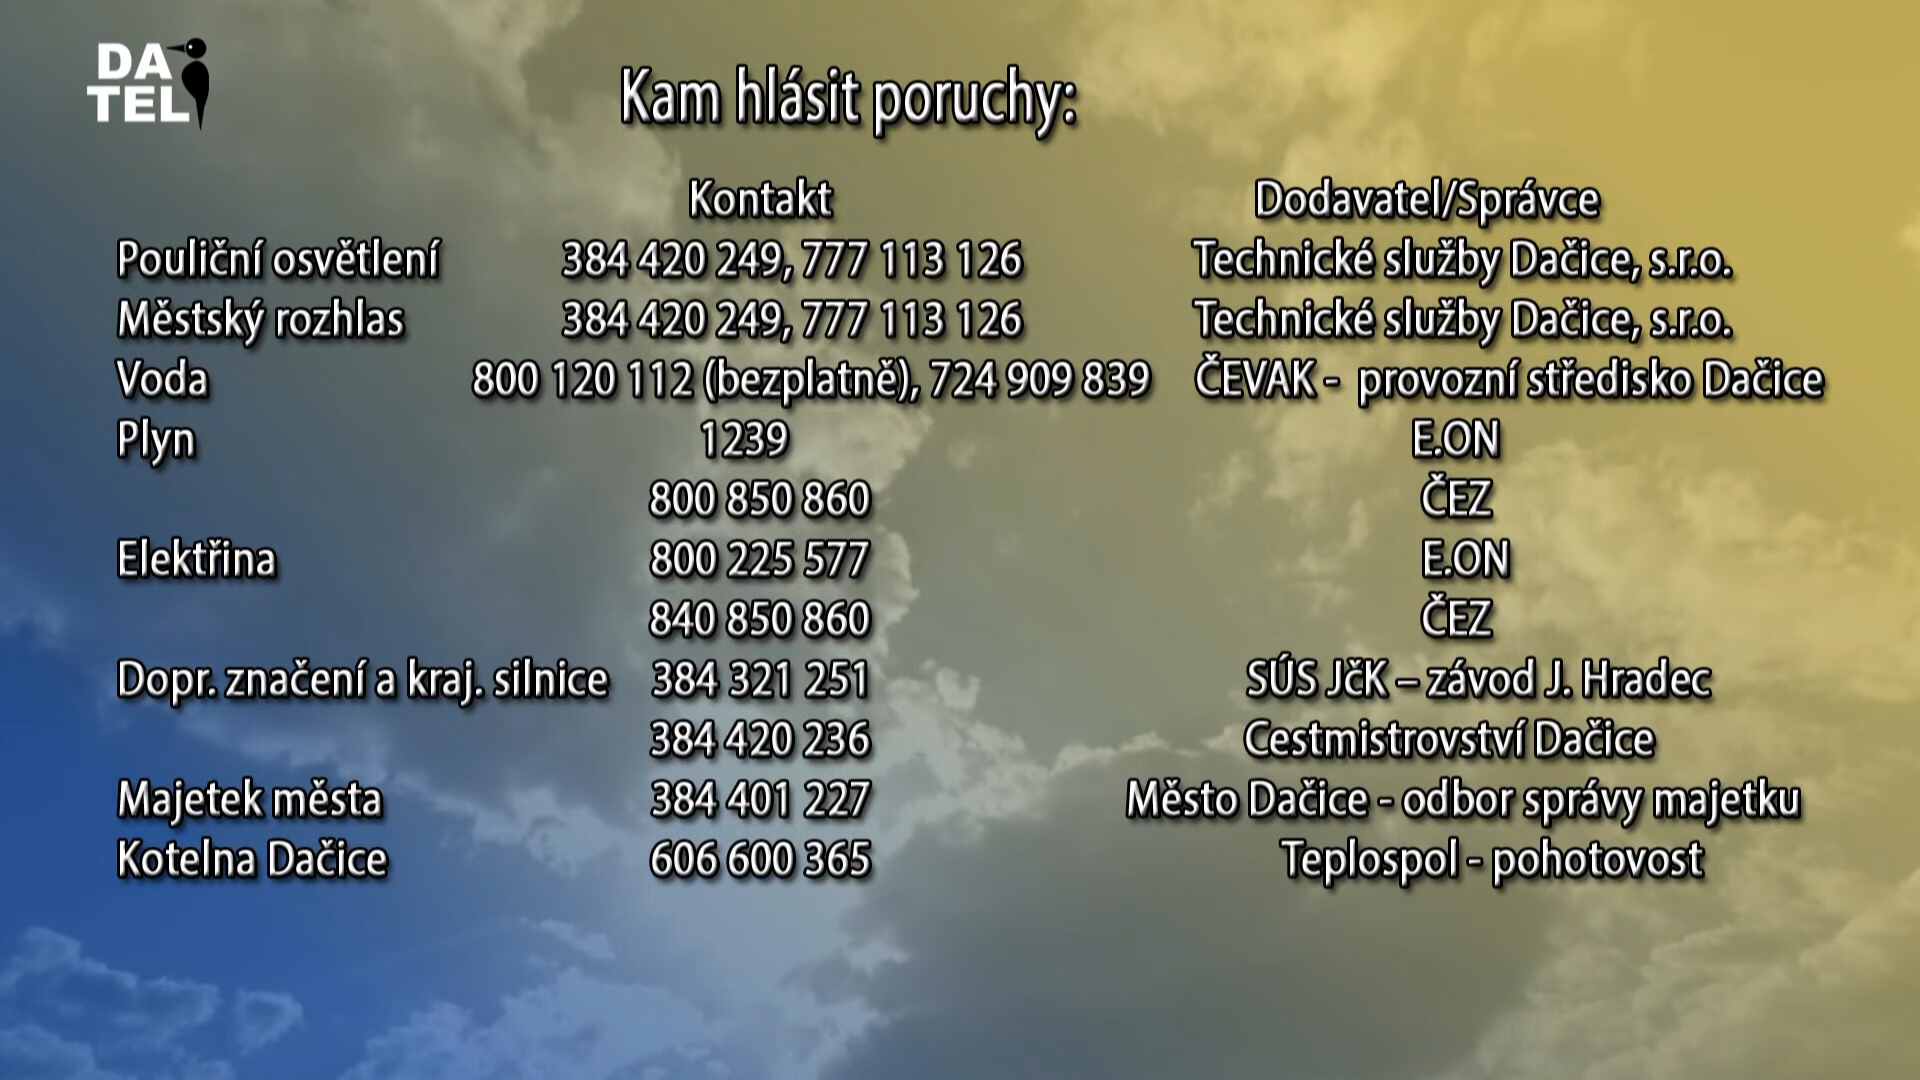 DA
TEL
Kam hlásit poruchy:
Kontakt Dodavatel/Správce
Pouliční osvětlení 384 420 249, 777 113 126 Technické služby Dačice, s.r.o.
Městský rozhlas 384 420 249, 777 113 126 Technické služby Dačice, s.r.o.
Voda 800 120 112 (bezplatně), 724 909 839 ČEVAK - provozní středisko Dačice
Plyn 1239 E.ON
800 850 860 ČEZ
Elektřina 800 225 577 E.ON
840 850 860 ČEZ
Dopr. značení a kraj. silnice 384 321 251 SÚS JčK – závod J. Hradec
384 420 236 Cestmistrovství Dačice
Majetek města 384 401 227 Město Dačice - odbor správy majetku
Kotelna Dačice 606 600 365 Teplospol - pohotovost